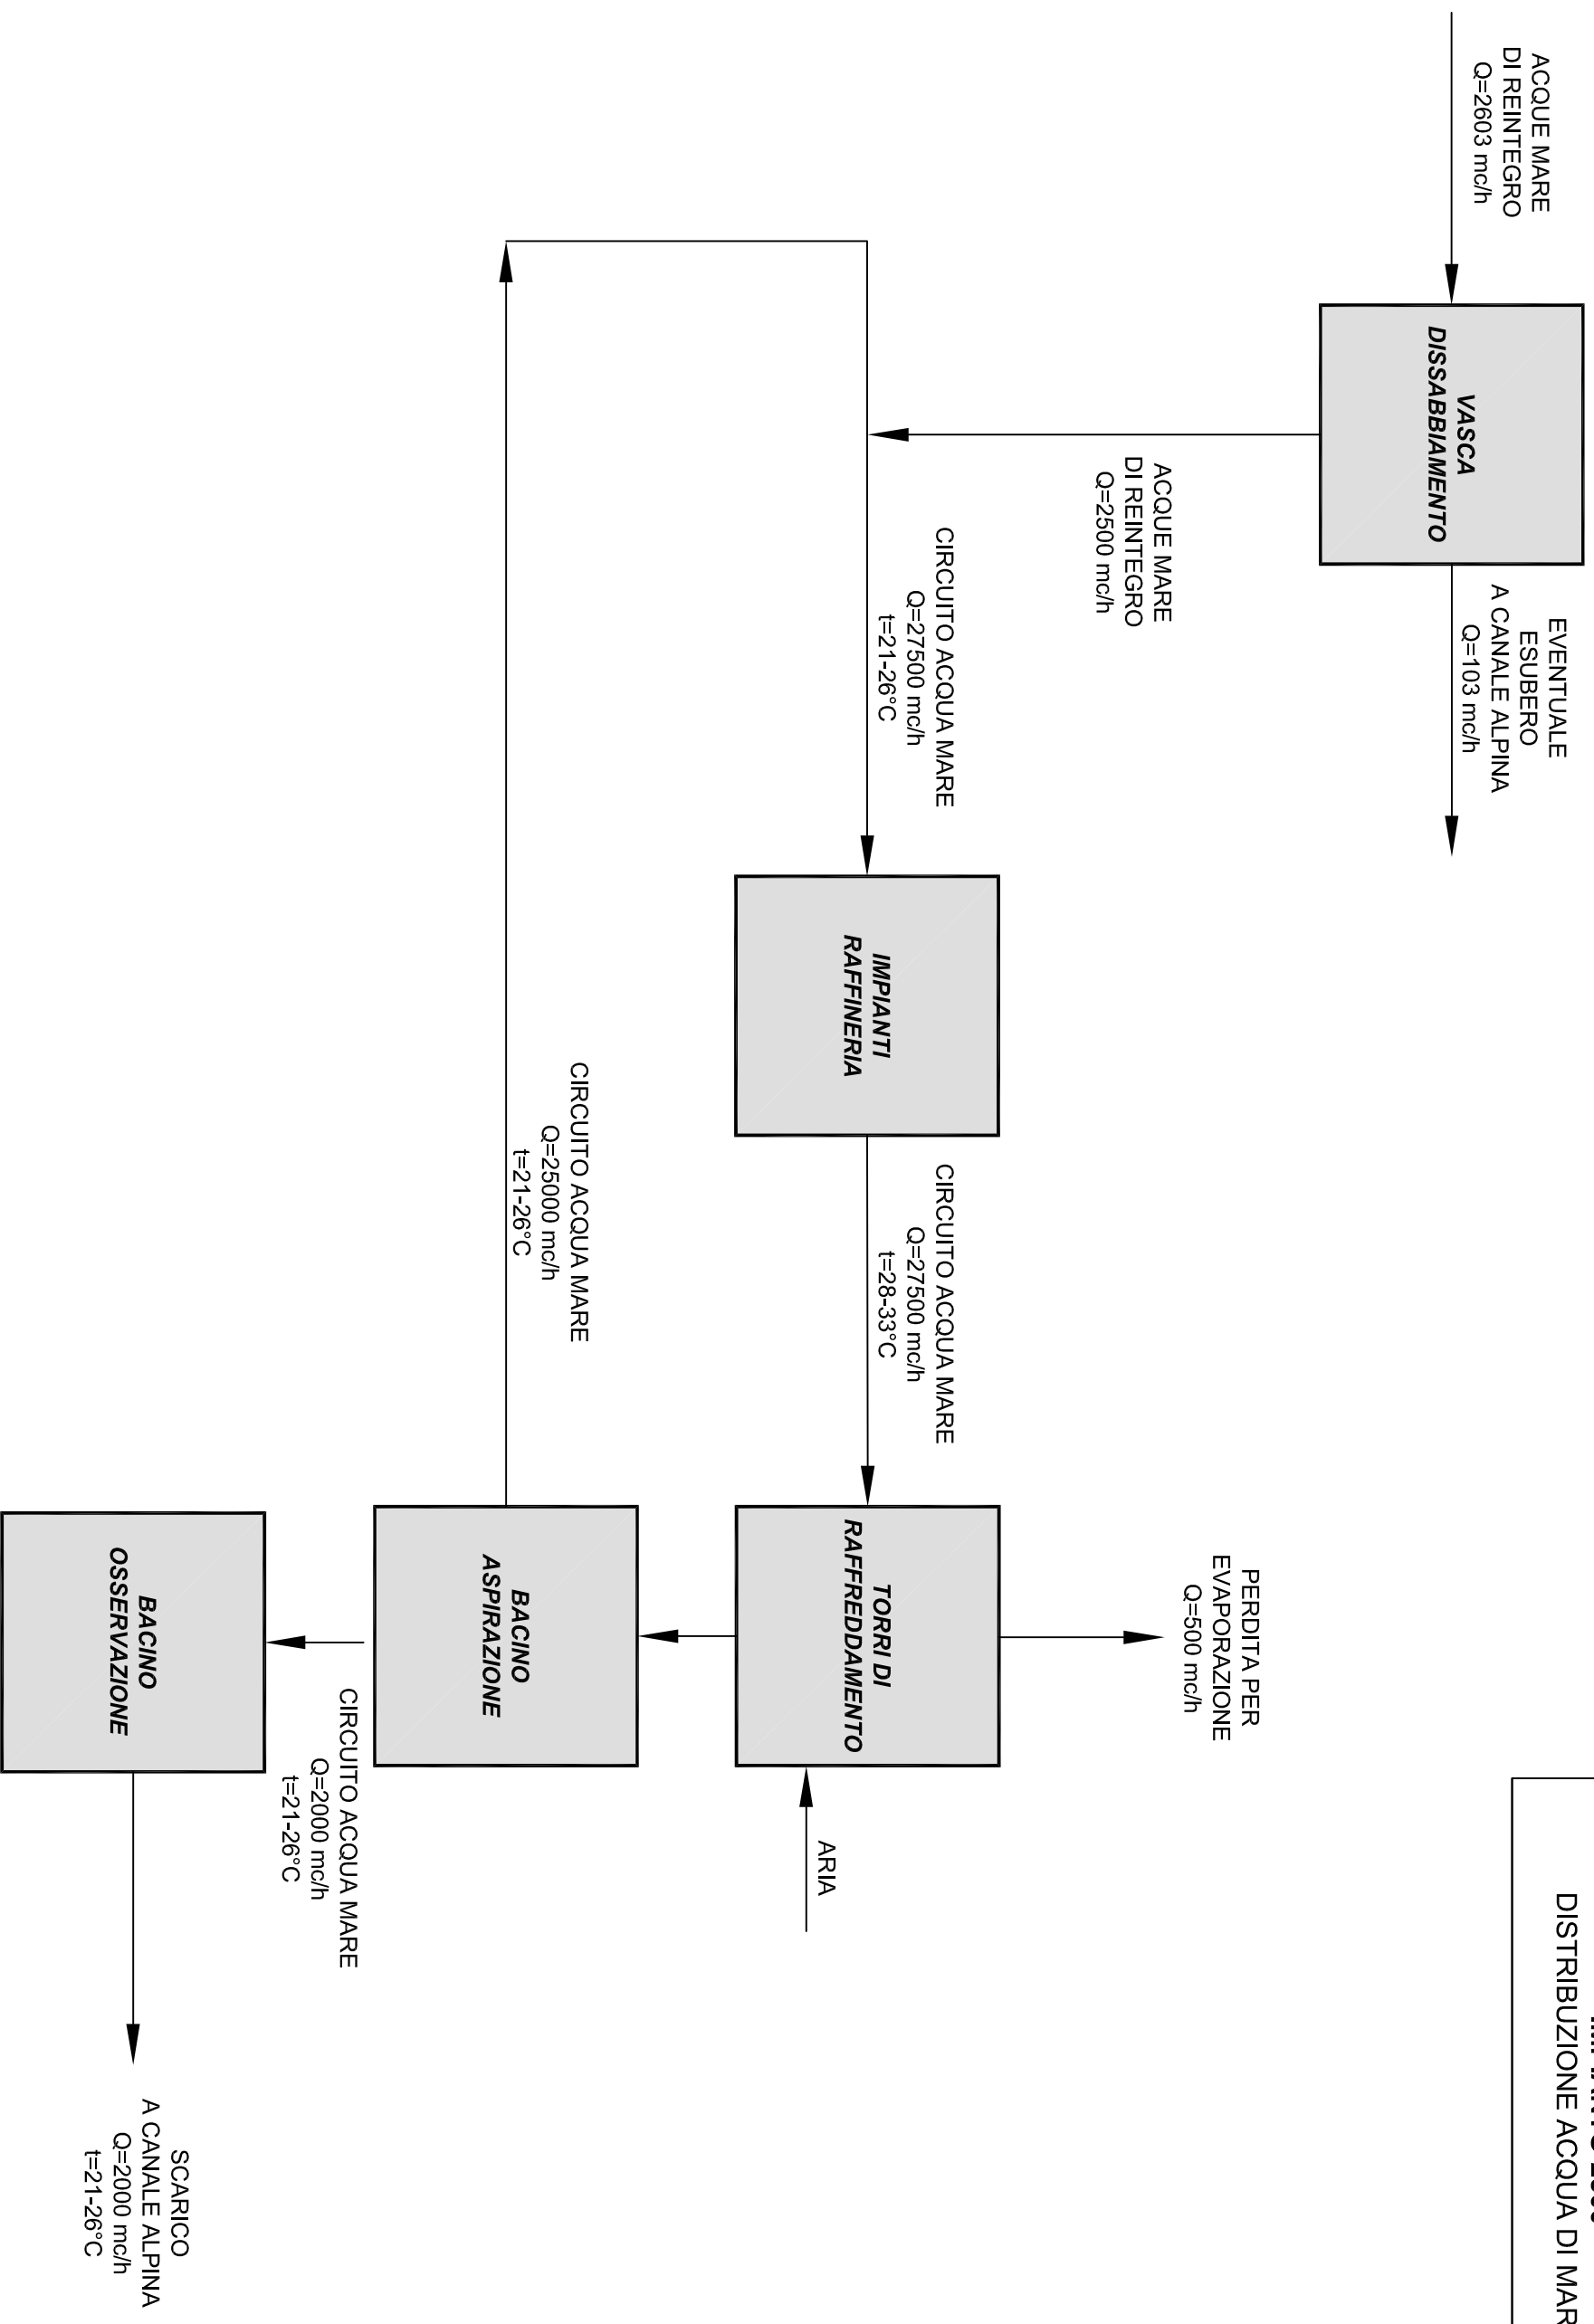 ACQUE MARE
DI REINTEGRO
Q=2603 mc/h
VASCA
DISSABBIAMENTO
EVENTUALE
ESUBERO
A CANALE ALPINA
Q=103 mc/h
DISTRIBUZIONE ACQUA DI MAR
ACQUE MARE
DI REINTEGRO
Q=2500 mc/h
PERDITA PER
EVAPORAZIONE
Q=500 mc/h
CIRCUITO ACQUA MARE
Q=27500 mc/h
t=21-26°C
IMPIANTI
RAFFINERIA
CIRCUITO ACQUA MARE
Q=27500 mc/h
t=28-33°C
TORRI DI
RAFFREDDAMENTO
ARIA
CIRCUITO ACQUA MARE
Q=25000 mc/h
t=21-26°C
BACINO
ASPIRAZIONE
CIRCUITO ACQUA MARE
Q=2000 mc/h
t=21-26°C
BACINO
OSSERVAZIONE
SCARICO
A CANALE ALPINA
Q=2000 mc/h
t=21-26°C